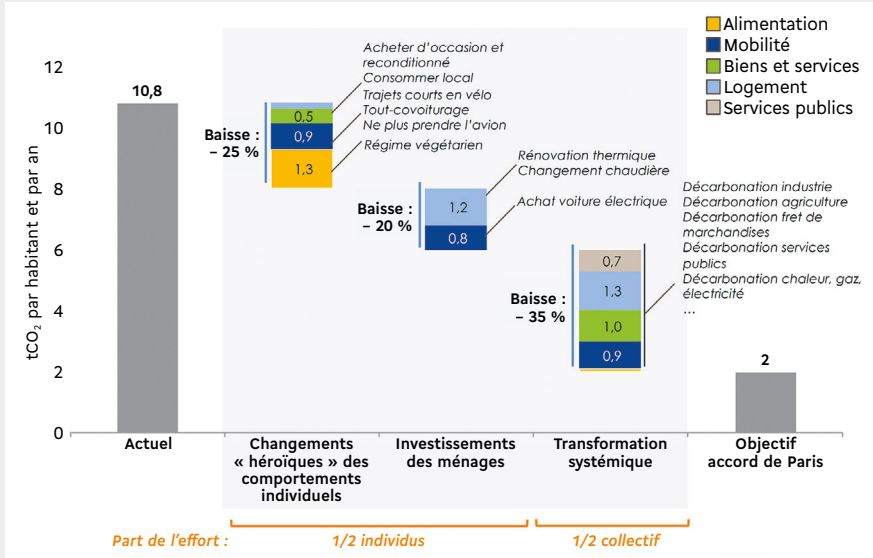 Alimentation
Mobilité
Biens et services
Logement
Services publics
tCO₂ par habitant et par an
12
10
8
6
4
2
0
10,8
Baisse :
– 25 %
0,5
0,9
1,3
Acheter d'occasion et
reconditionné
Consommer local
Trajets courts en vélo
Tout-covoiturage
Ne plus prendre l'avion
Régime végétarien
Baisse :
– 20 %
1,2
0,8
Rénovation thermique
Changement chaudière
Achat voiture électrique
Baisse :
– 35 %
0,7
1,3
1,0
0,9
Décarbonation industrie
Décarbonation agriculture
Décarbonation fret de
marchandises
Décarbonation services
publics
Décarbonation chaleur, gaz,
électricité
...
2
Actuel
Changements
« héroïques » des
comportements
individuels
Investissements
des ménages
Transformation
systémique
Objectif
accord de Paris
Part de l'effort :
1/2 individus
1/2 collectif